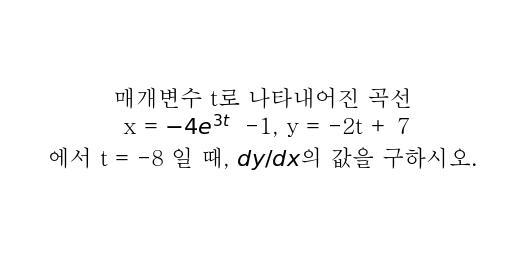 매개변수 t로 나타내어진 곡선
x = $-4e^{3t}$ -1, y = -2t + 7
에서 t = -8 일 때, dy/dx의 값을 구하시오.